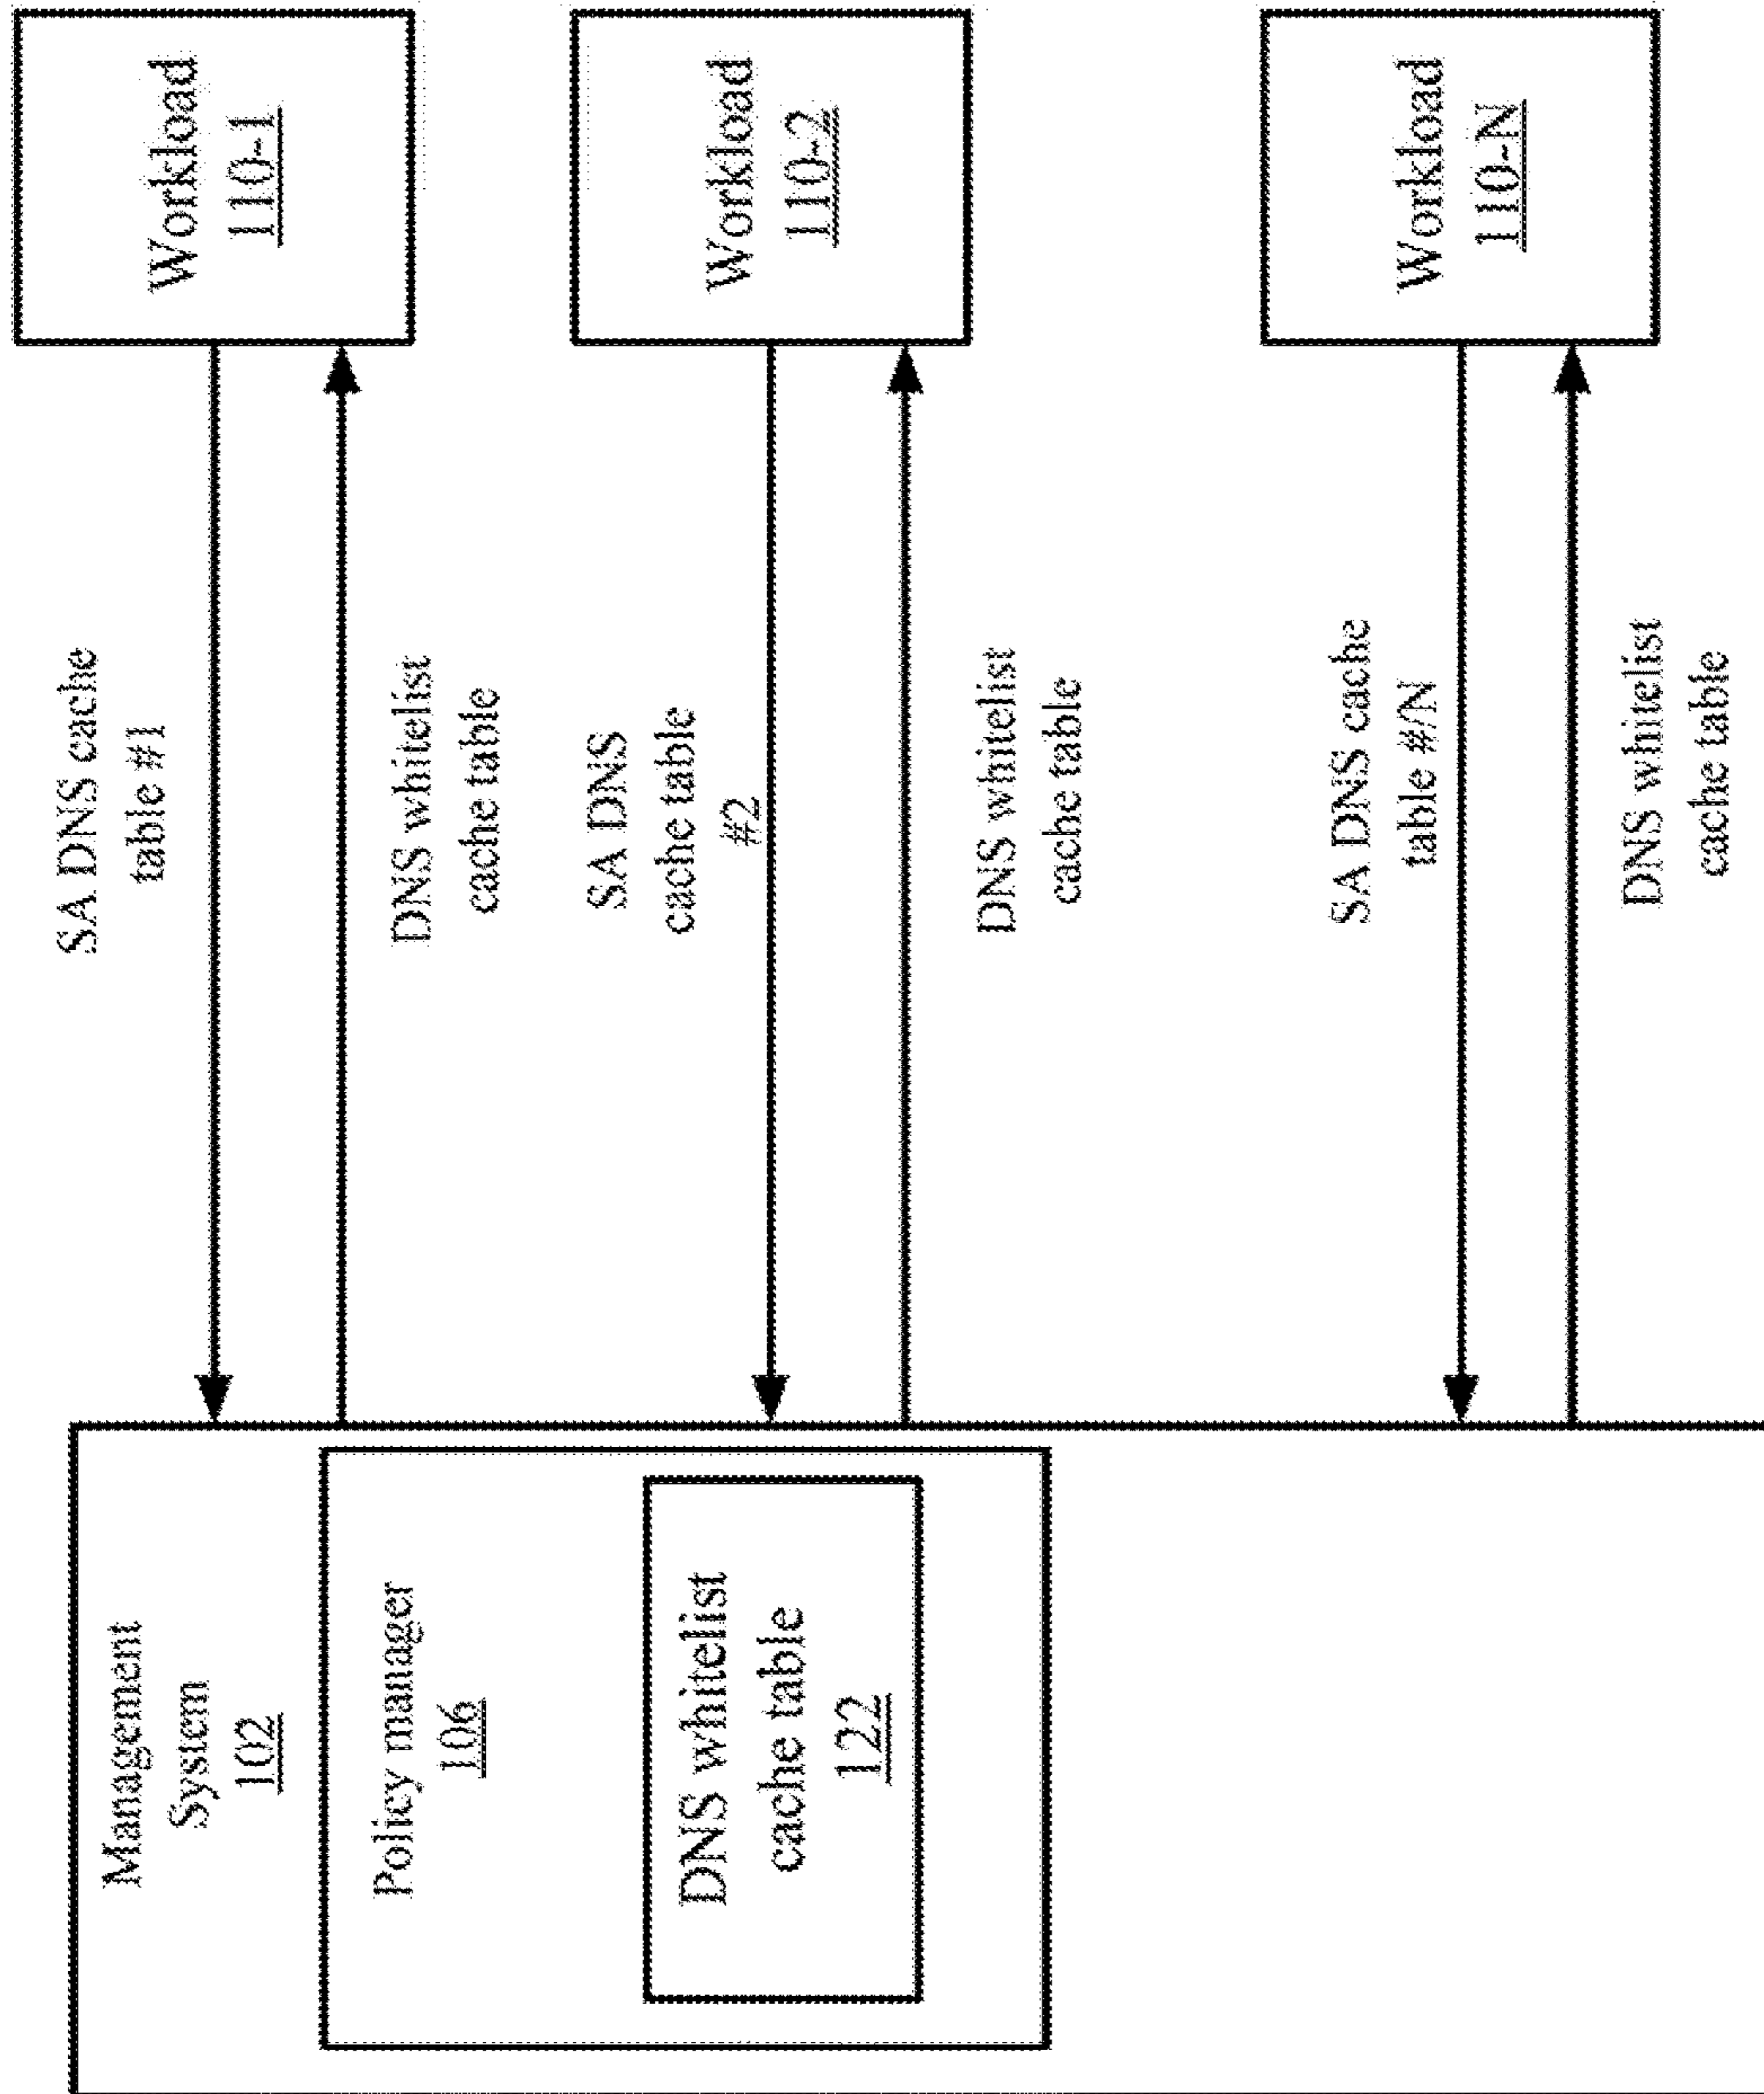 Management
System
102
Policy manager
106
DNS whitelist
cache table
122
SA DNS cache
table #1
DNS whitelist
cache table
SA DNS
cache table
#2
DNS whitelist
cache table
SA DNS cache
table #/N
DNS whitelist
cache table
Workload
110-1
Workload
110-2
Workload
110-N